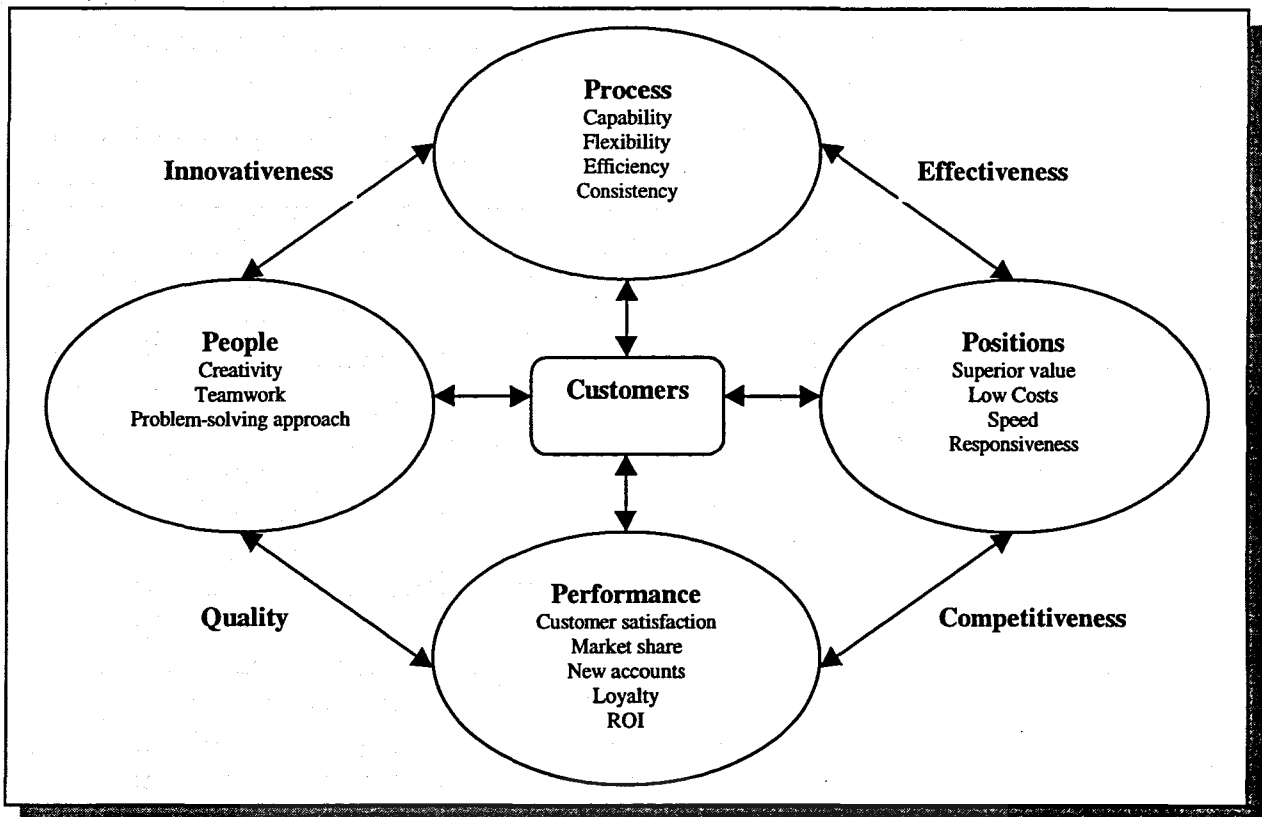 Process
Capability
Flexibility
Efficiency
Consistency
Innovativeness
Effectiveness
People
Creativity
Teamwork
Problem-solving approach
Customers
Positions
Superior value
Low Costs
Speed
Responsiveness
Quality
Performance
Customer satisfaction
Market share
New accounts
Loyalty
ROI
Competitiveness